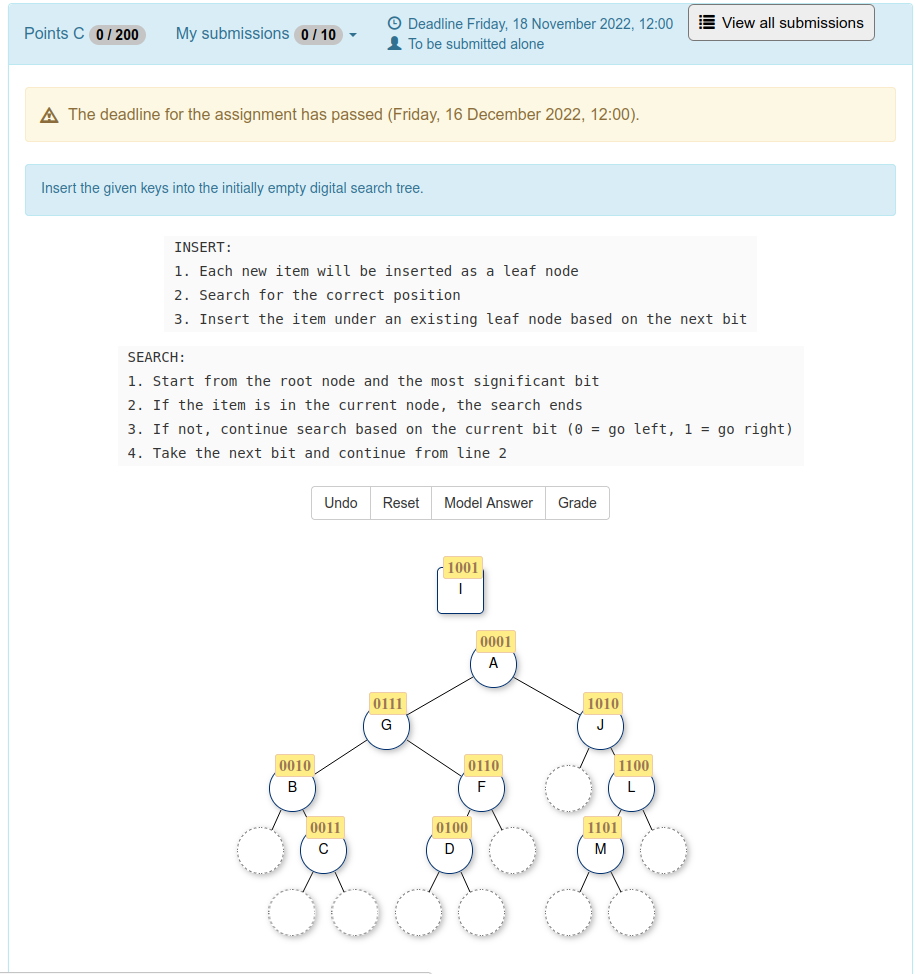 Points C 0 / 200 My submissions 0 / 10 Deadline Friday, 18 November 2022, 12:00 View all submissions
To be submitted alone
The deadline for the assignment has passed (Friday, 16 December 2022, 12:00).
Insert the given keys into the initially empty digital search tree.
INSERT:
1. Each new item will be inserted as a leaf node
2. Search for the correct position
3. Insert the item under an existing leaf node based on the next bit
SEARCH:
1. Start from the root node and the most significant bit
2. If the item is in the current node, the search ends
3. If not, continue search based on the current bit (0 = go left, 1 = go right)
4. Take the next bit and continue from line 2
Undo Reset Model Answer Grade
1001
I
0001
A
0111 1010
G J
0010 0110 1100
B F L
0011 0100 1101
C D M